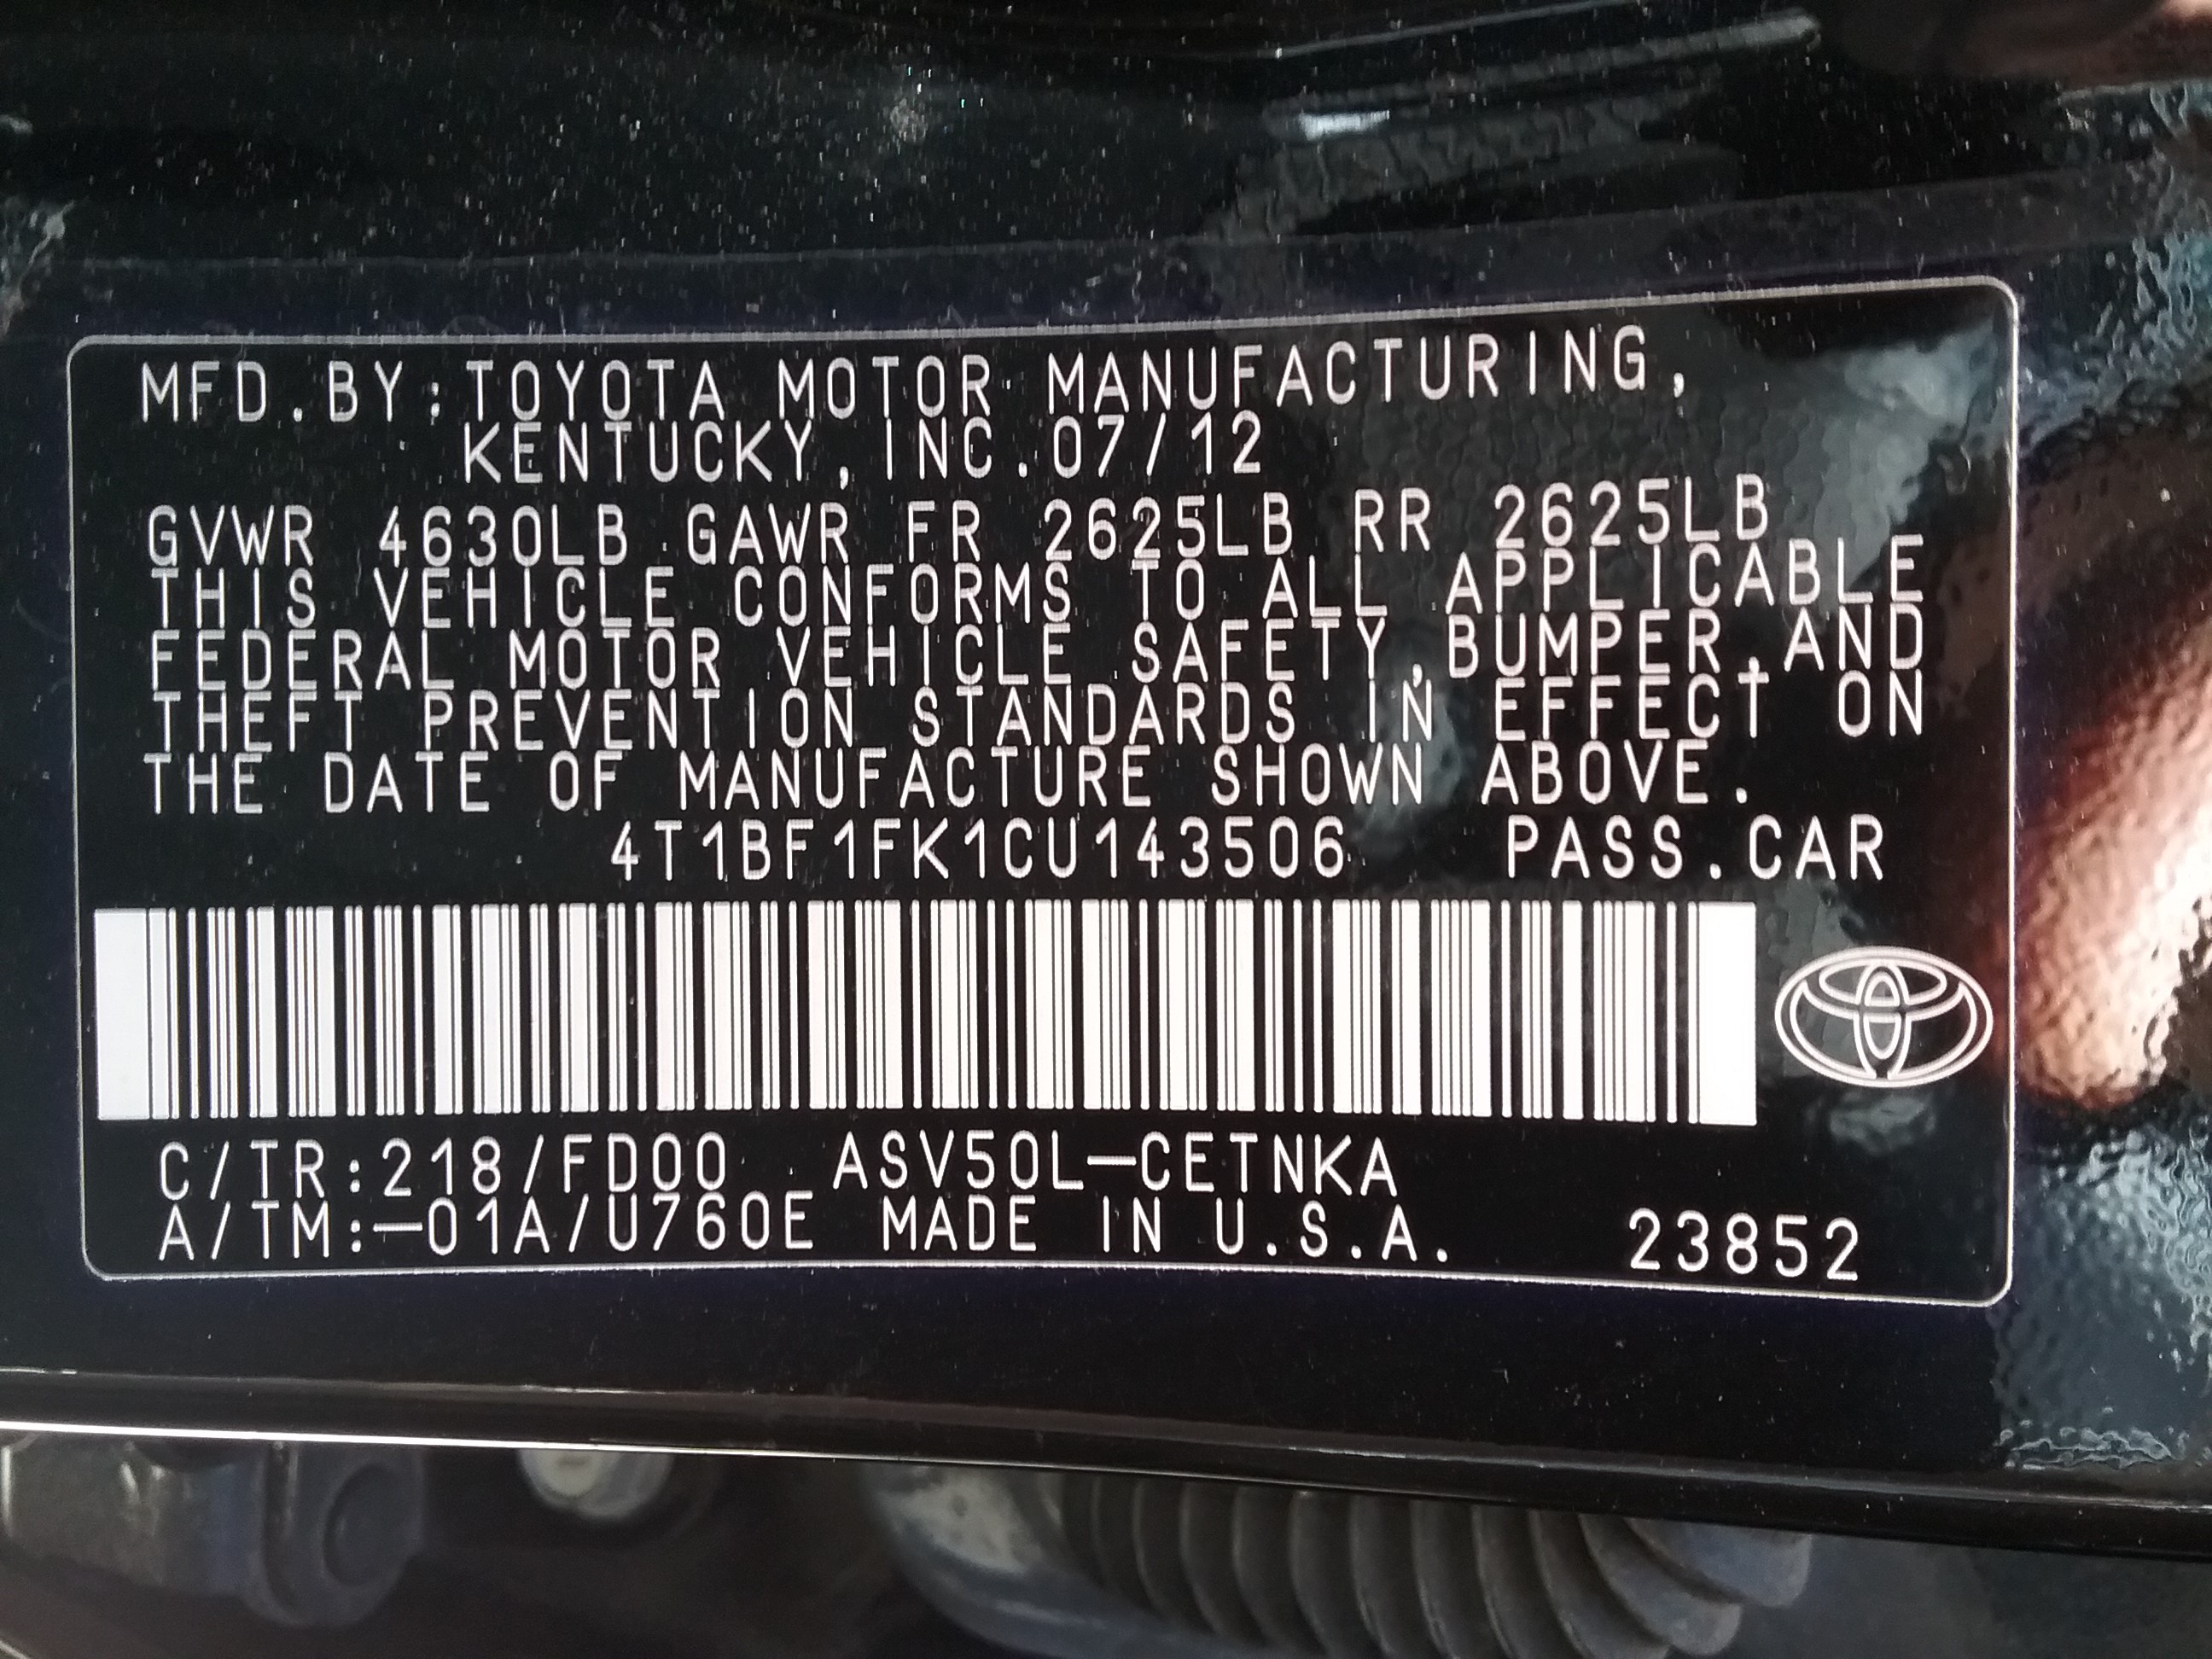 MFD.BY:TOYOTA MOTOR MANUFACTURING,
KENTUCKY,INC.07/12
GVWR 4630LB GAWR FR 2625LB RR 2625LB
THIS VEHICLE CONFORMS TO ALL APPLICABLE
FEDERAL MOTOR VEHICLE SAFETY,BUMPER,AND
THEFT PREVENTION STANDARDS IN EFFECT ON
THE DATE OF MANUFACTURE SHOWN ABOVE.
4T1BF1FK1CU143506 PASS.CAR
C/TR:218/FD00 ASV50L-CETNKA
A/TM:-01A/U760E MADE IN U.S.A. 23852